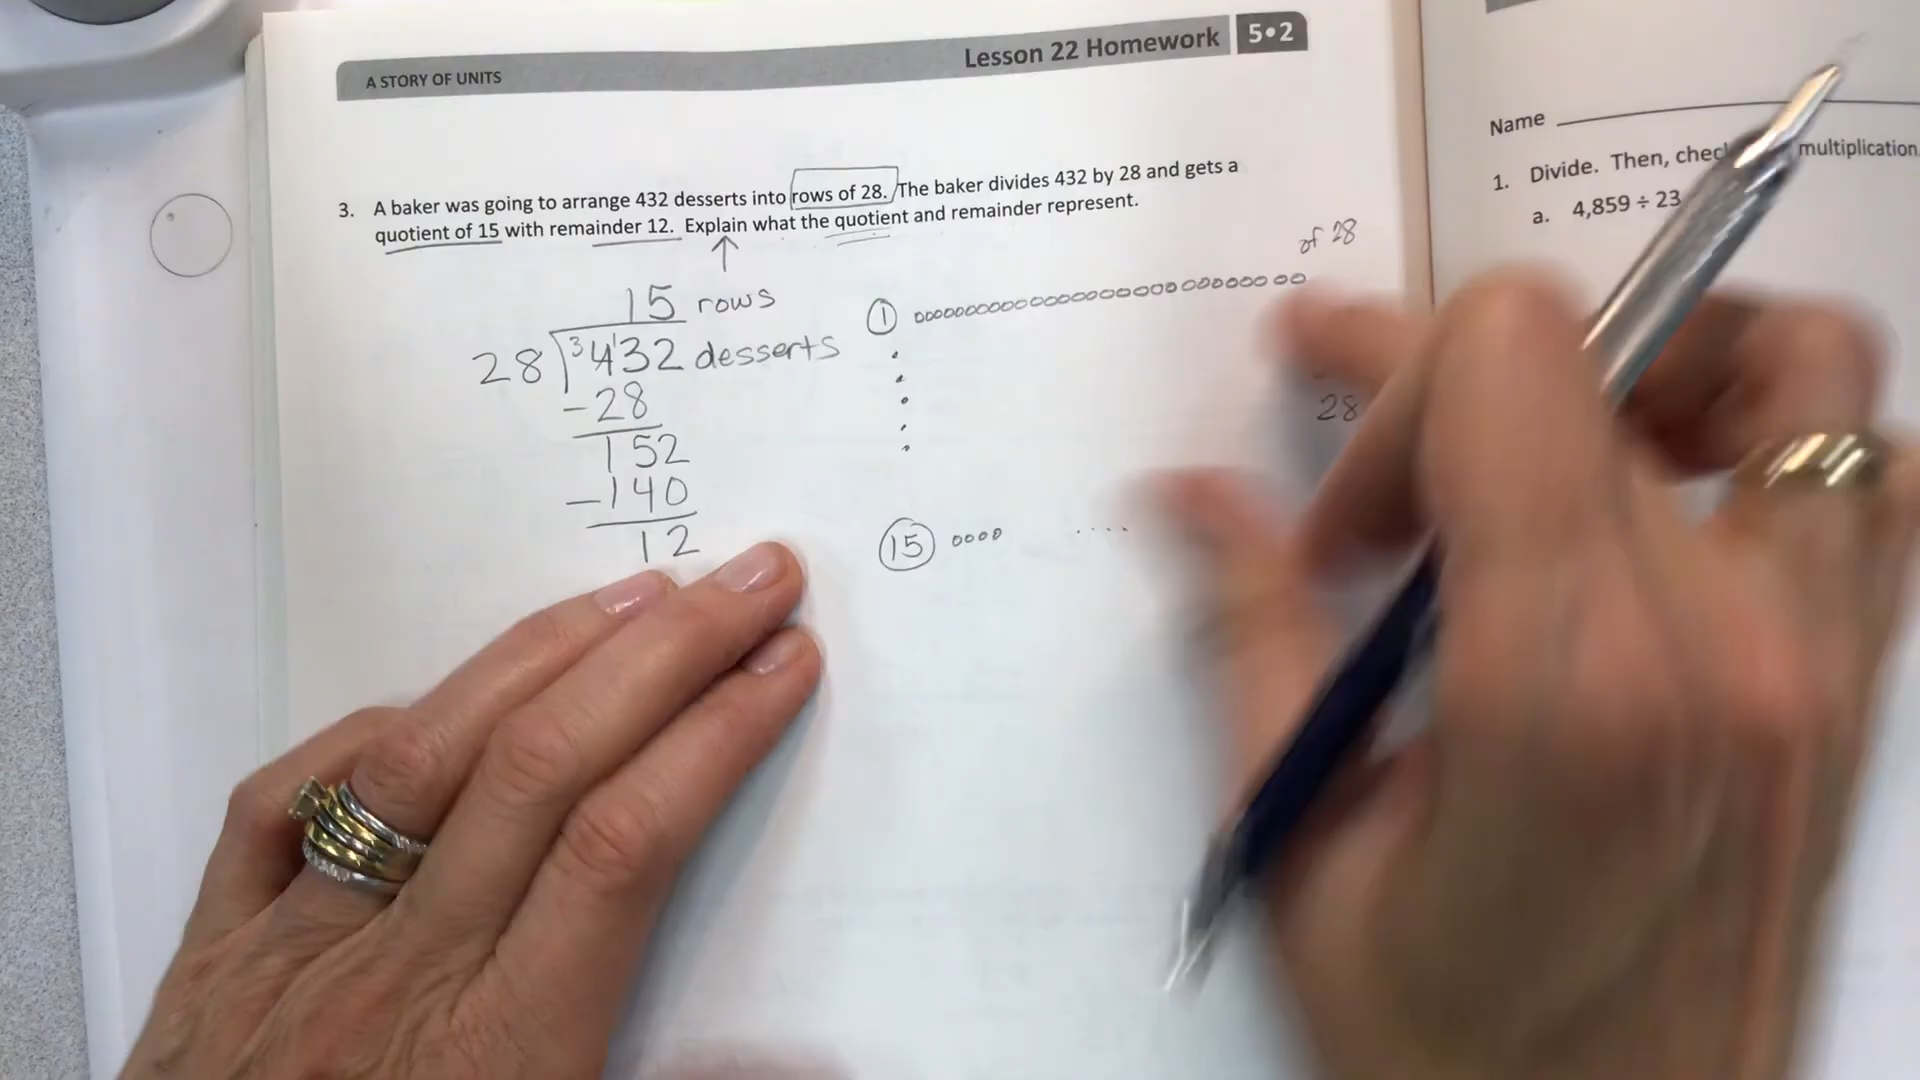 A STORY OF UNITS
Lesson 22 Homework 5•2
3. A baker was going to arrange 432 desserts into rows of 28. The baker divides 432 by 28 and gets a
quotient of 15 with remainder 12. Explain what the quotient and remainder represent.
of 28
15 rows
28 432 desserts
3 1
-28
152
-140
12
1
28
15
Name
1. Divide. Then, multiplication.
a. 4,859 ÷ 23